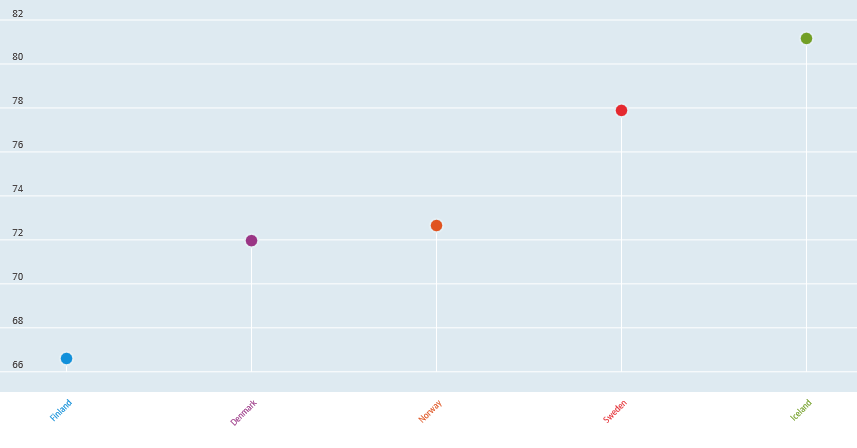 82
80
78
76
74
72
70
68
66
Finland
Denmark
Norway
Sweden
Iceland